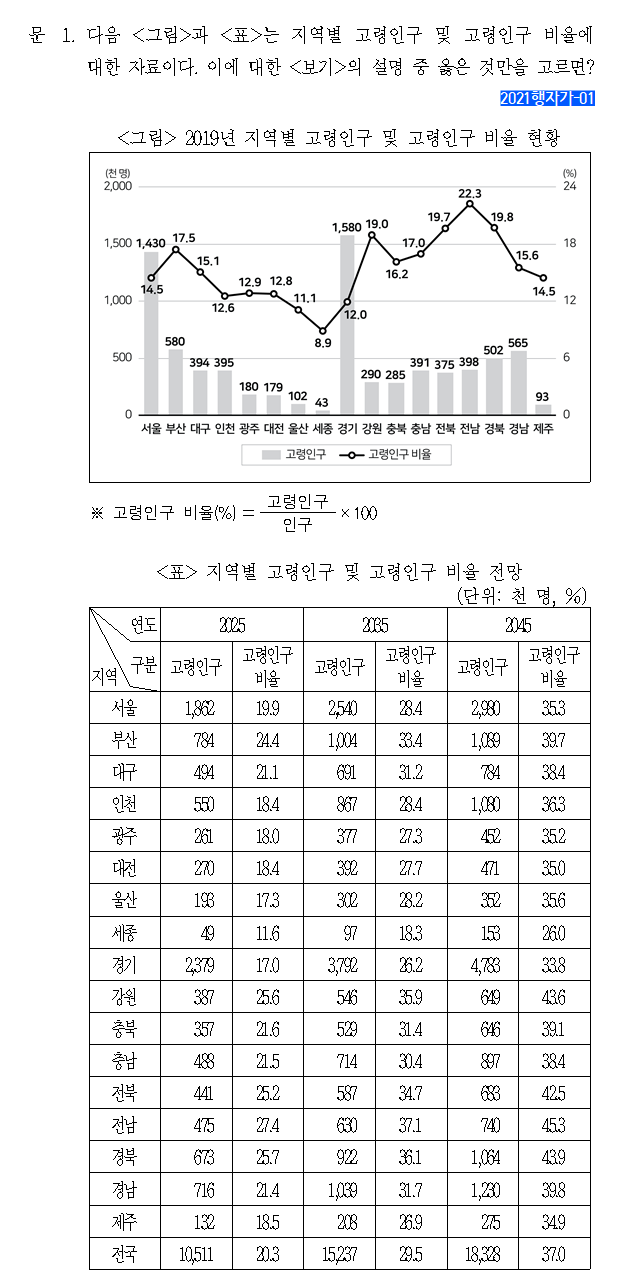 문 1. 다음 <그림>과 <표>는 지역별 고령인구 및 고령인구 비율에
대한 자료이다. 이에 대한 <보기>의 설명 중 옳은 것만을 고르면?
2021행자가-01
<그림> 2019년 지역별 고령인구 및 고령인구 비율 현황
(천 명) (%)
2,000 24
22.3
1,430 17.5 15.1 12.6 12.9 12.8 11.1 8.9 1,580 19.0 16.2 17.0 19.7 19.8 15.6 14.5
1,500 18
14.5 12.0
1,000 12
580 394 395 180 179 102 43 290 285 391 375 398 502 565 93
500 6
0 0
서울 부산 대구 인천 광주 대전 울산 세종 경기 강원 충북 충남 전북 전남 경북 경남 제주
고령인구 고령인구 비율
※ 고령인구 비율(%) = 고령인구 / 인구 × 100
<표> 지역별 고령인구 및 고령인구 비율 전망
(단위: 천 명, %)
연도 2025 2035 2045
지역 구분 고령인구 고령인구 비율 고령인구 고령인구 비율 고령인구 고령인구 비율
서울 1,862 19.9 2,540 28.4 2,980 35.3
부산 784 24.4 1,004 33.4 1,089 39.7
대구 494 21.1 691 31.2 784 38.4
인천 550 18.4 867 28.4 1,080 36.3
광주 261 18.0 377 27.3 452 35.2
대전 270 18.4 392 27.7 471 35.0
울산 193 17.3 302 28.2 352 35.6
세종 49 11.6 97 18.3 153 26.0
경기 2,379 17.0 3,792 26.2 4,783 33.8
강원 387 25.6 546 35.9 649 43.6
충북 357 21.6 529 31.4 646 39.1
충남 488 21.5 714 30.4 897 38.4
전북 441 25.2 587 34.7 683 42.5
전남 475 27.4 630 37.1 740 45.3
경북 673 25.7 922 36.1 1,064 43.9
경남 716 21.4 1,039 31.7 1,230 39.8
제주 132 18.5 208 26.9 275 34.9
전국 10,511 20.3 15,237 29.5 18,328 37.0